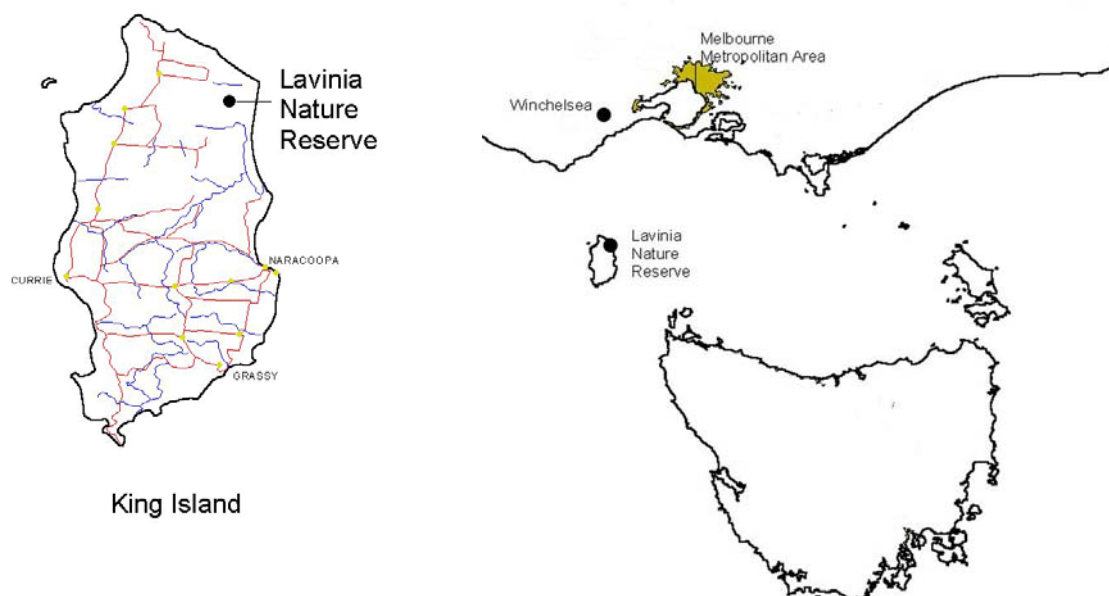 Lavinia
Nature
Reserve
NARACOOPA
CURRIE
GRASSY
King Island
Melbourne
Metropolitan Area
Winchelsea
Lavinia
Nature
Reserve